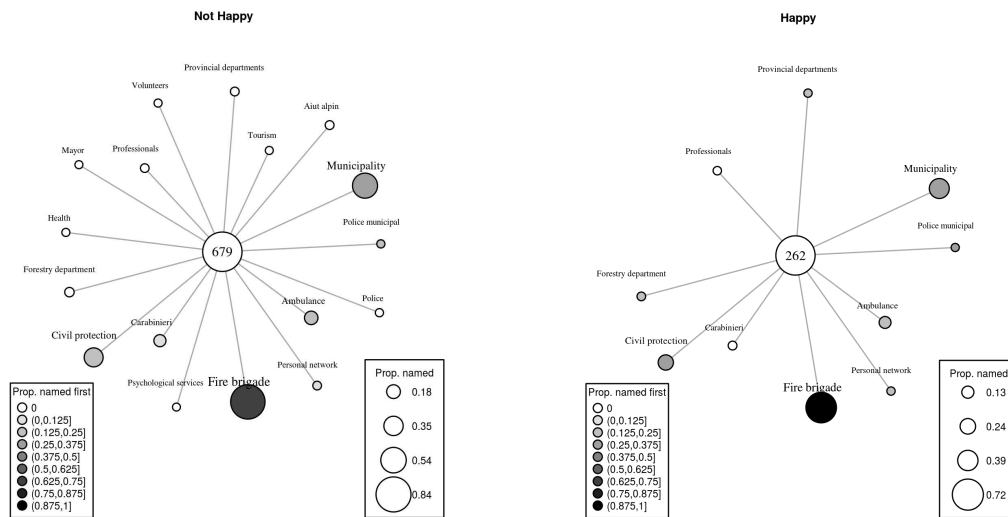 Not Happy
Provincial departments
Volunteers
Aiut alpin
Tourism
Mayor
Professionals
Municipality
Health
Police municipal
679
Forestry department
Ambulance
Police
Civil protection
Carabinieri
Personal network
Psychological services
Fire brigade
Prop. named first
0
(0,0.125]
(0.125,0.25]
(0.25,0.375]
(0.375,0.5]
(0.5,0.625]
(0.625,0.75]
(0.75,0.875]
(0.875,1]
Prop. named
0.18
0.35
0.54
0.84
Happy
Provincial departments
Professionals
Municipality
Police municipal
262
Forestry department
Ambulance
Civil protection
Carabinieri
Personal network
Fire brigade
Prop. named first
0
(0,0.125]
(0.125,0.25]
(0.25,0.375]
(0.375,0.5]
(0.5,0.625]
(0.625,0.75]
(0.75,0.875]
(0.875,1]
Prop. named
0.13
0.24
0.39
0.72